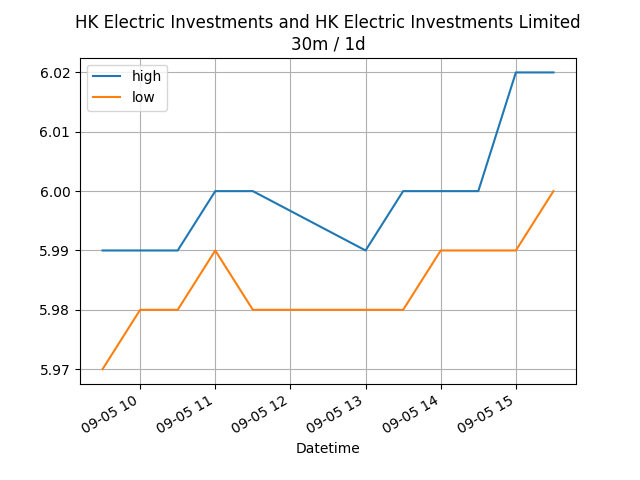 HK Electric Investments and HK Electric Investments Limited
30m / 1d
high
low
6.02
6.01
6.00
5.99
5.98
5.97
09-05 10
09-05 11
09-05 12
09-05 13
09-05 14
09-05 15
Datetime